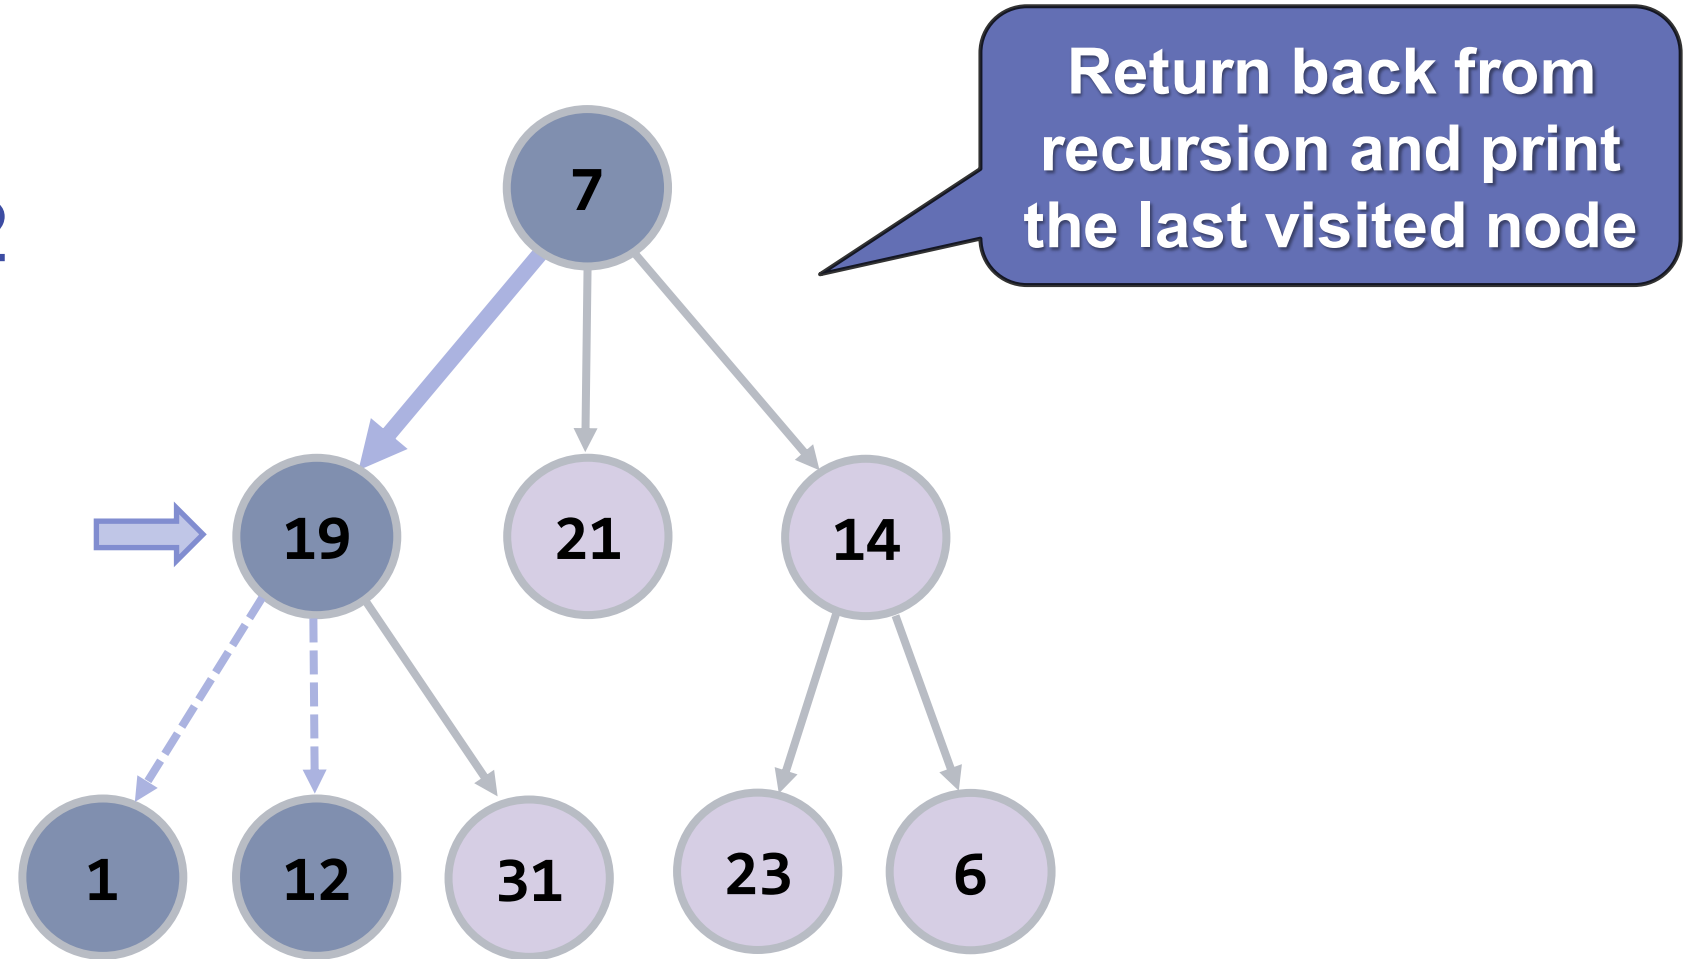 Return back from
recursion and print
the last visited node
7
19 21 14
1 12 31 23 6